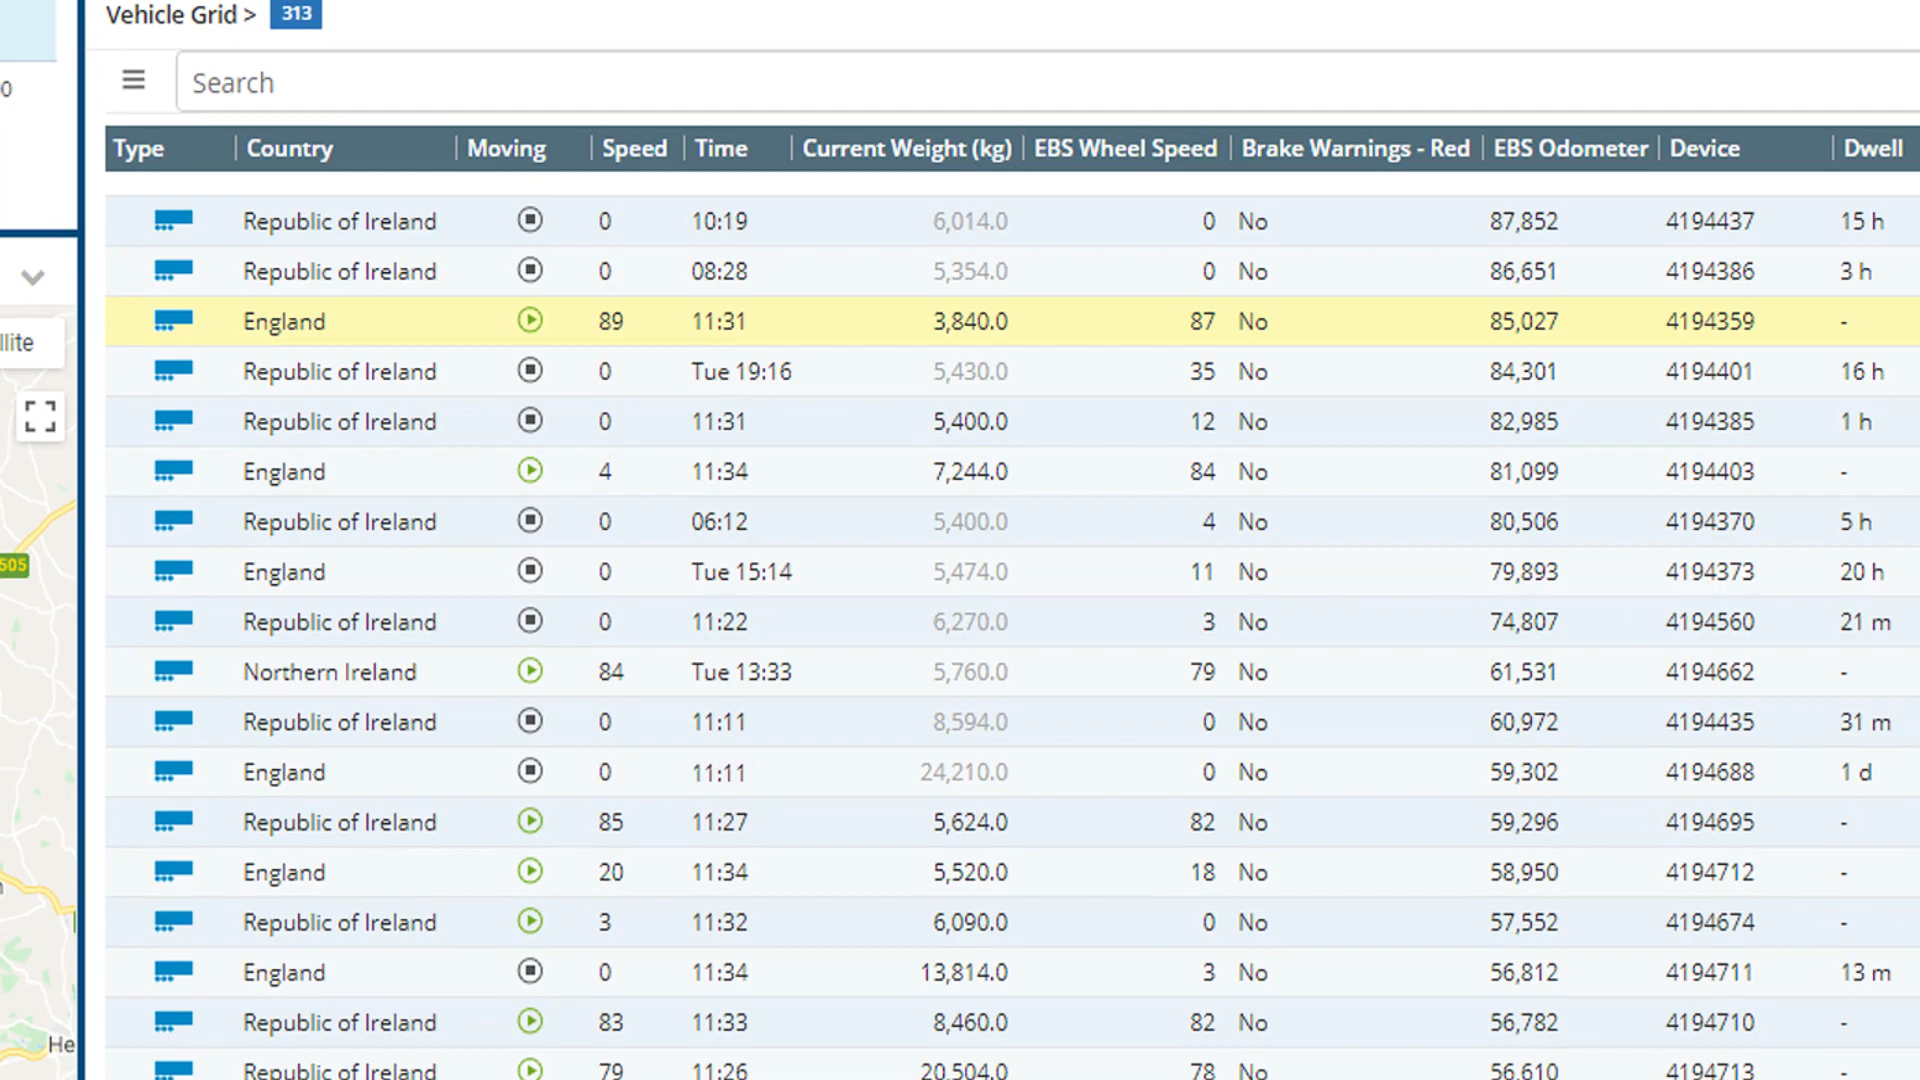 Vehicle Grid > 313
Search
Type Country Moving Speed Time Current Weight (kg) EBS Wheel Speed Brake Warnings - Red EBS Odometer Device Dwell
Republic of Ireland 0 10:19 6,014.0 0 No 87,852 4194437 15 h
Republic of Ireland 0 08:28 5,354.0 0 No 86,651 4194386 3 h
England 89 11:31 3,840.0 87 No 85,027 4194359 -
Republic of Ireland 0 Tue 19:16 5,430.0 35 No 84,301 4194401 16 h
Republic of Ireland 0 11:31 5,400.0 12 No 82,985 4194385 1 h
England 4 11:34 7,244.0 84 No 81,099 4194403 -
Republic of Ireland 0 06:12 5,400.0 4 No 80,506 4194370 5 h
England 0 Tue 15:14 5,474.0 11 No 79,893 4194373 20 h
Republic of Ireland 0 11:22 6,270.0 3 No 74,807 4194560 21 m
Northern Ireland 84 Tue 13:33 5,760.0 79 No 61,531 4194662 -
Republic of Ireland 0 11:11 8,594.0 0 No 60,972 4194435 31 m
England 0 11:11 24,210.0 0 No 59,302 4194688 1 d
Republic of Ireland 85 11:27 5,624.0 82 No 59,296 4194695 -
England 20 11:34 5,520.0 18 No 58,950 4194712 -
Republic of Ireland 3 11:32 6,090.0 0 No 57,552 4194674 -
England 0 11:34 13,814.0 3 No 56,812 4194711 13 m
Republic of Ireland 83 11:33 8,460.0 82 No 56,782 4194710 -
Republic of Ireland 79 11:26 20,504.0 78 No 56,610 4194713 -
0
llite
505
He